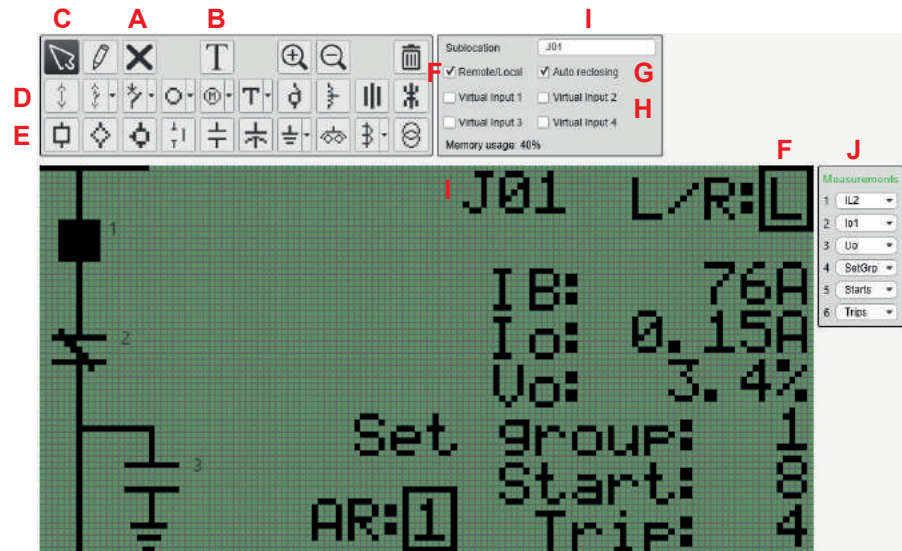 C A B I
T
Sublocation J01
F Remote/Local Auto reclosing G
D
M
T
Virtual Input 1 Virtual Input 2 H
E
Virtual Input 3 Virtual Input 4
Memory usage: 40%
F J
I J01 L/R: L
Measurements
1 IL2
2 Io1
3 Uo
4 SetGrp
5 Starts
6 Trips
1
IB: 76A
2
Io: 0.15A
Uo: 3.4%
Set group: 1
3
Start: 8
AR: 1
Trip: 4